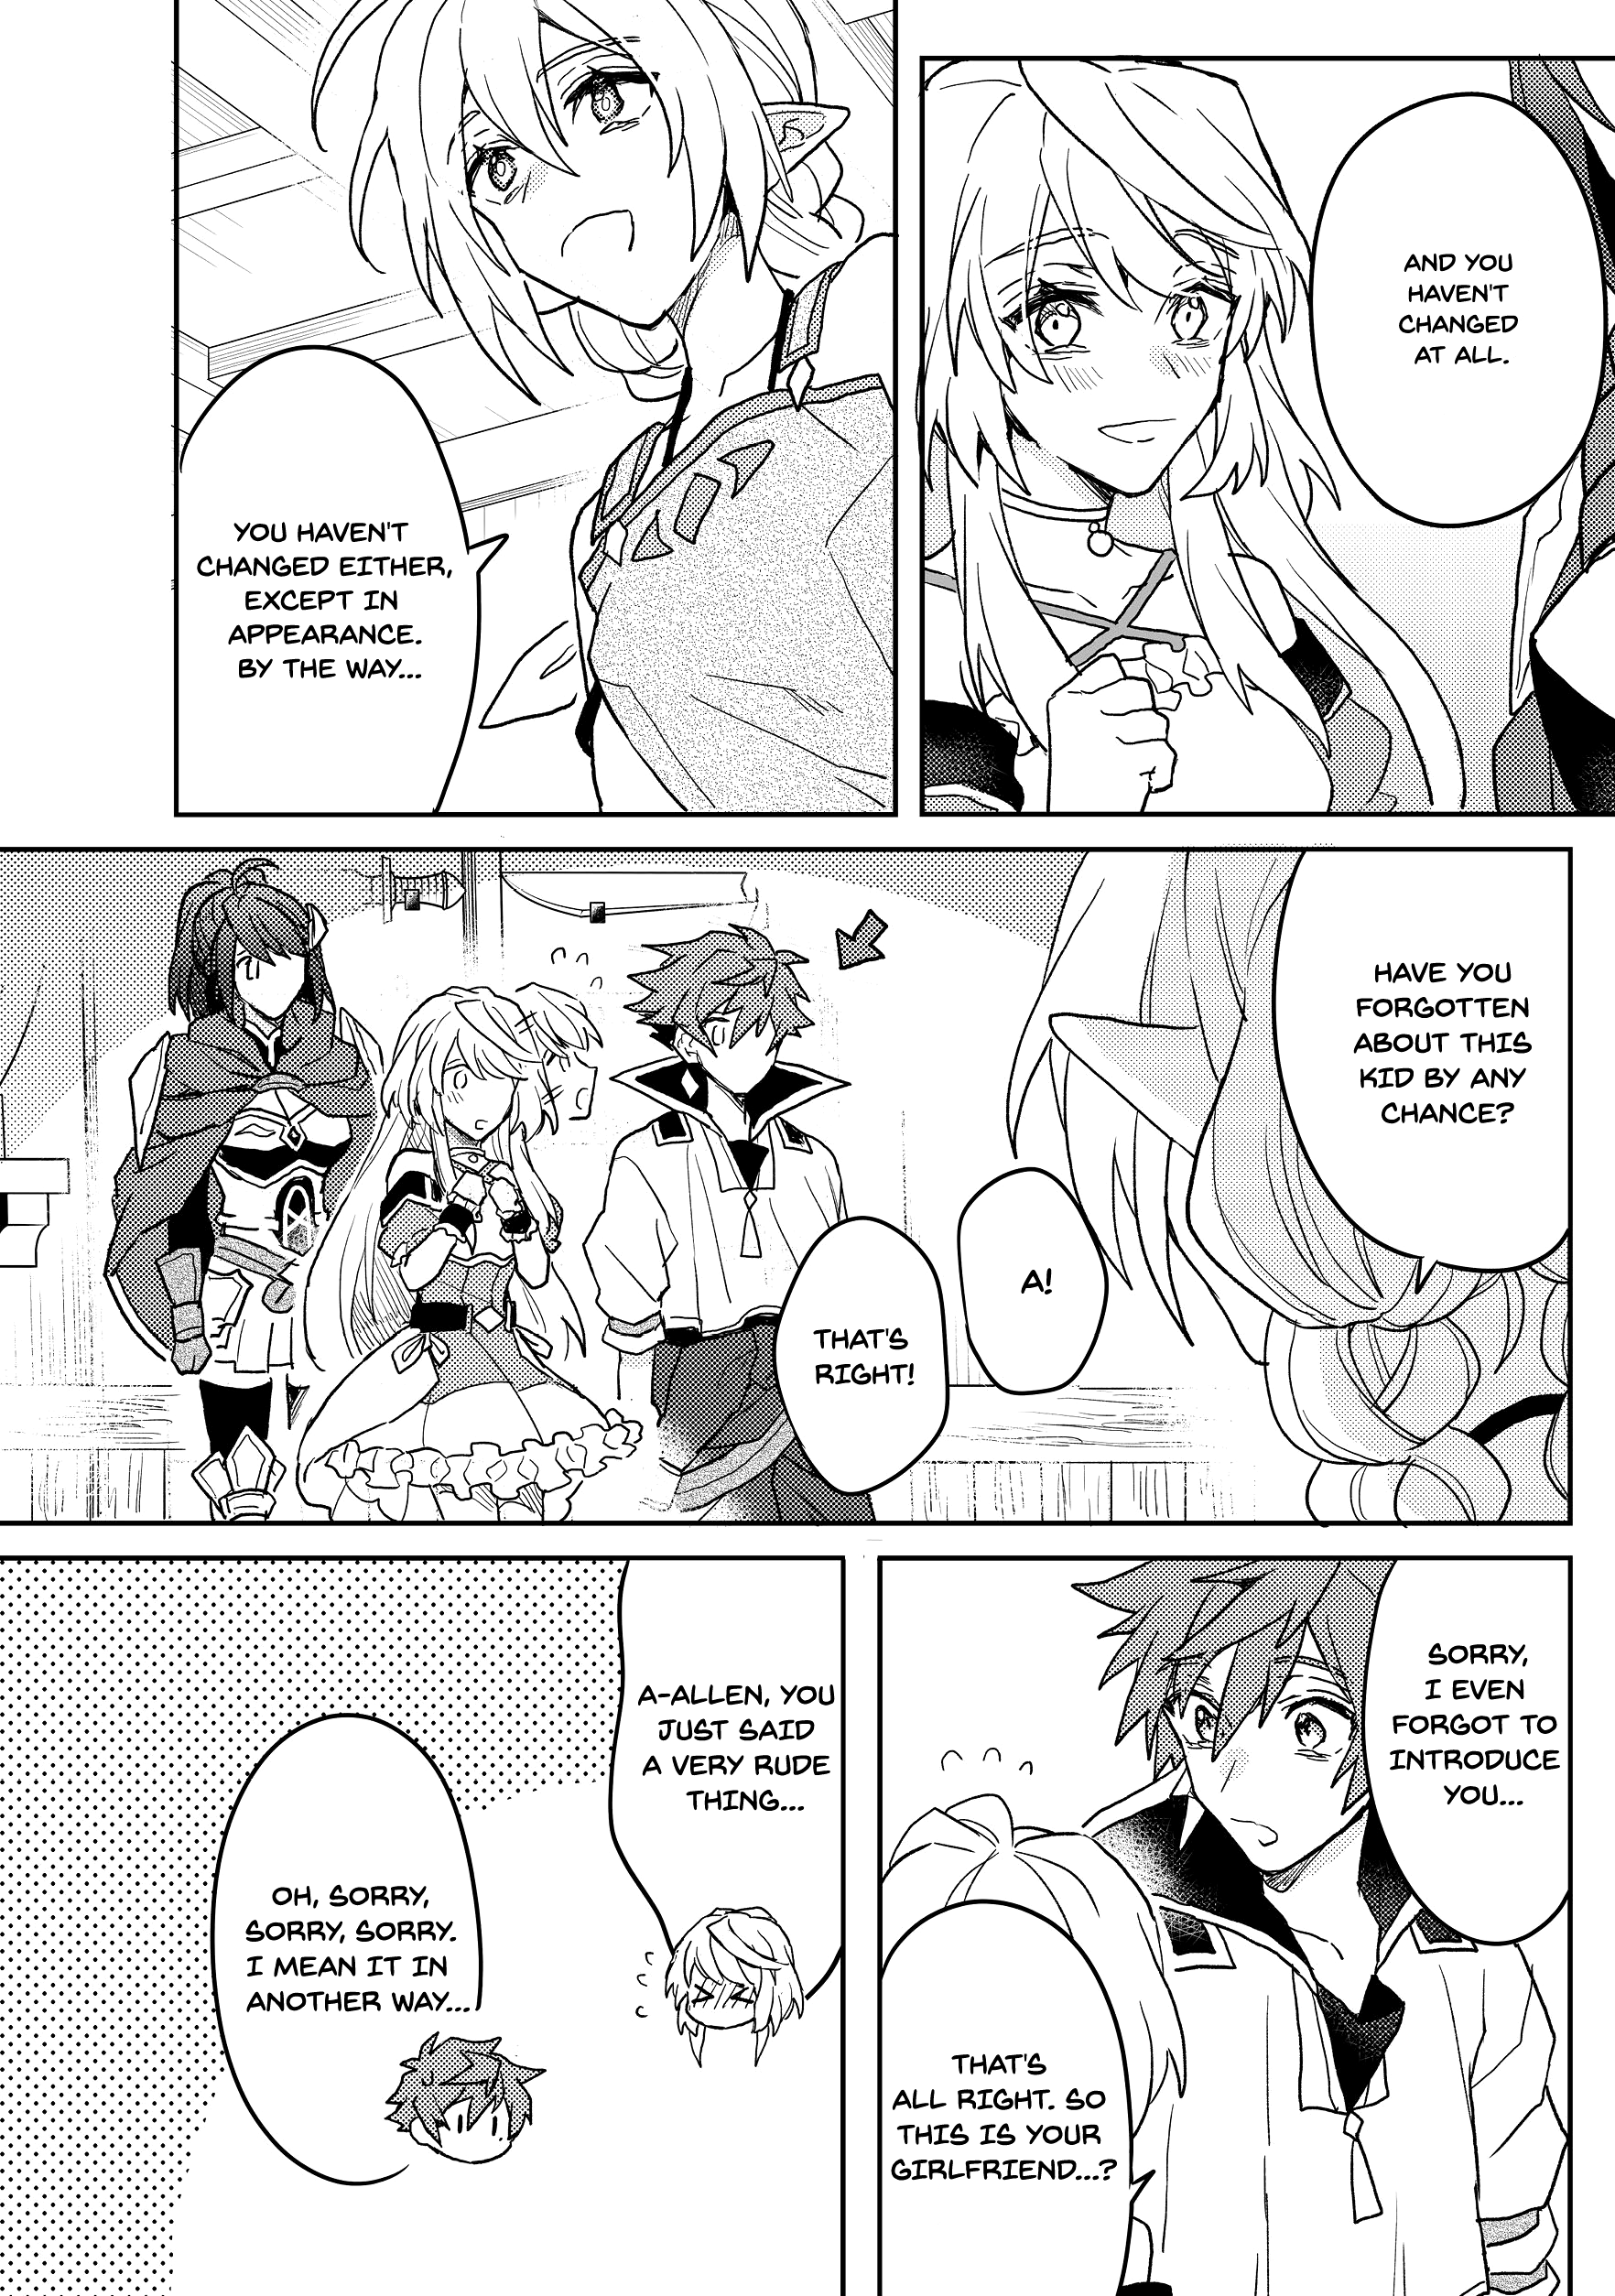 AND YOU
HAVEN'T
CHANGED
AT ALL.
YOU HAVEN'T
CHANGED EITHER,
EXCEPT IN
APPEARANCE.
BY THE WAY...
HAVE YOU
FORGOTTEN
ABOUT THIS
KID BY ANY
CHANCE?
A!
THAT'S
RIGHT!
SORRY,
I EVEN
FORGOT TO
INTRODUCE
YOU...
THAT'S
ALL RIGHT. SO
THIS IS YOUR
GIRLFRIEND...?
A-ALLEN, YOU
JUST SAID
A VERY RUDE
THING...
OH, SORRY,
SORRY, SORRY.
I MEAN IT IN
ANOTHER WAY...